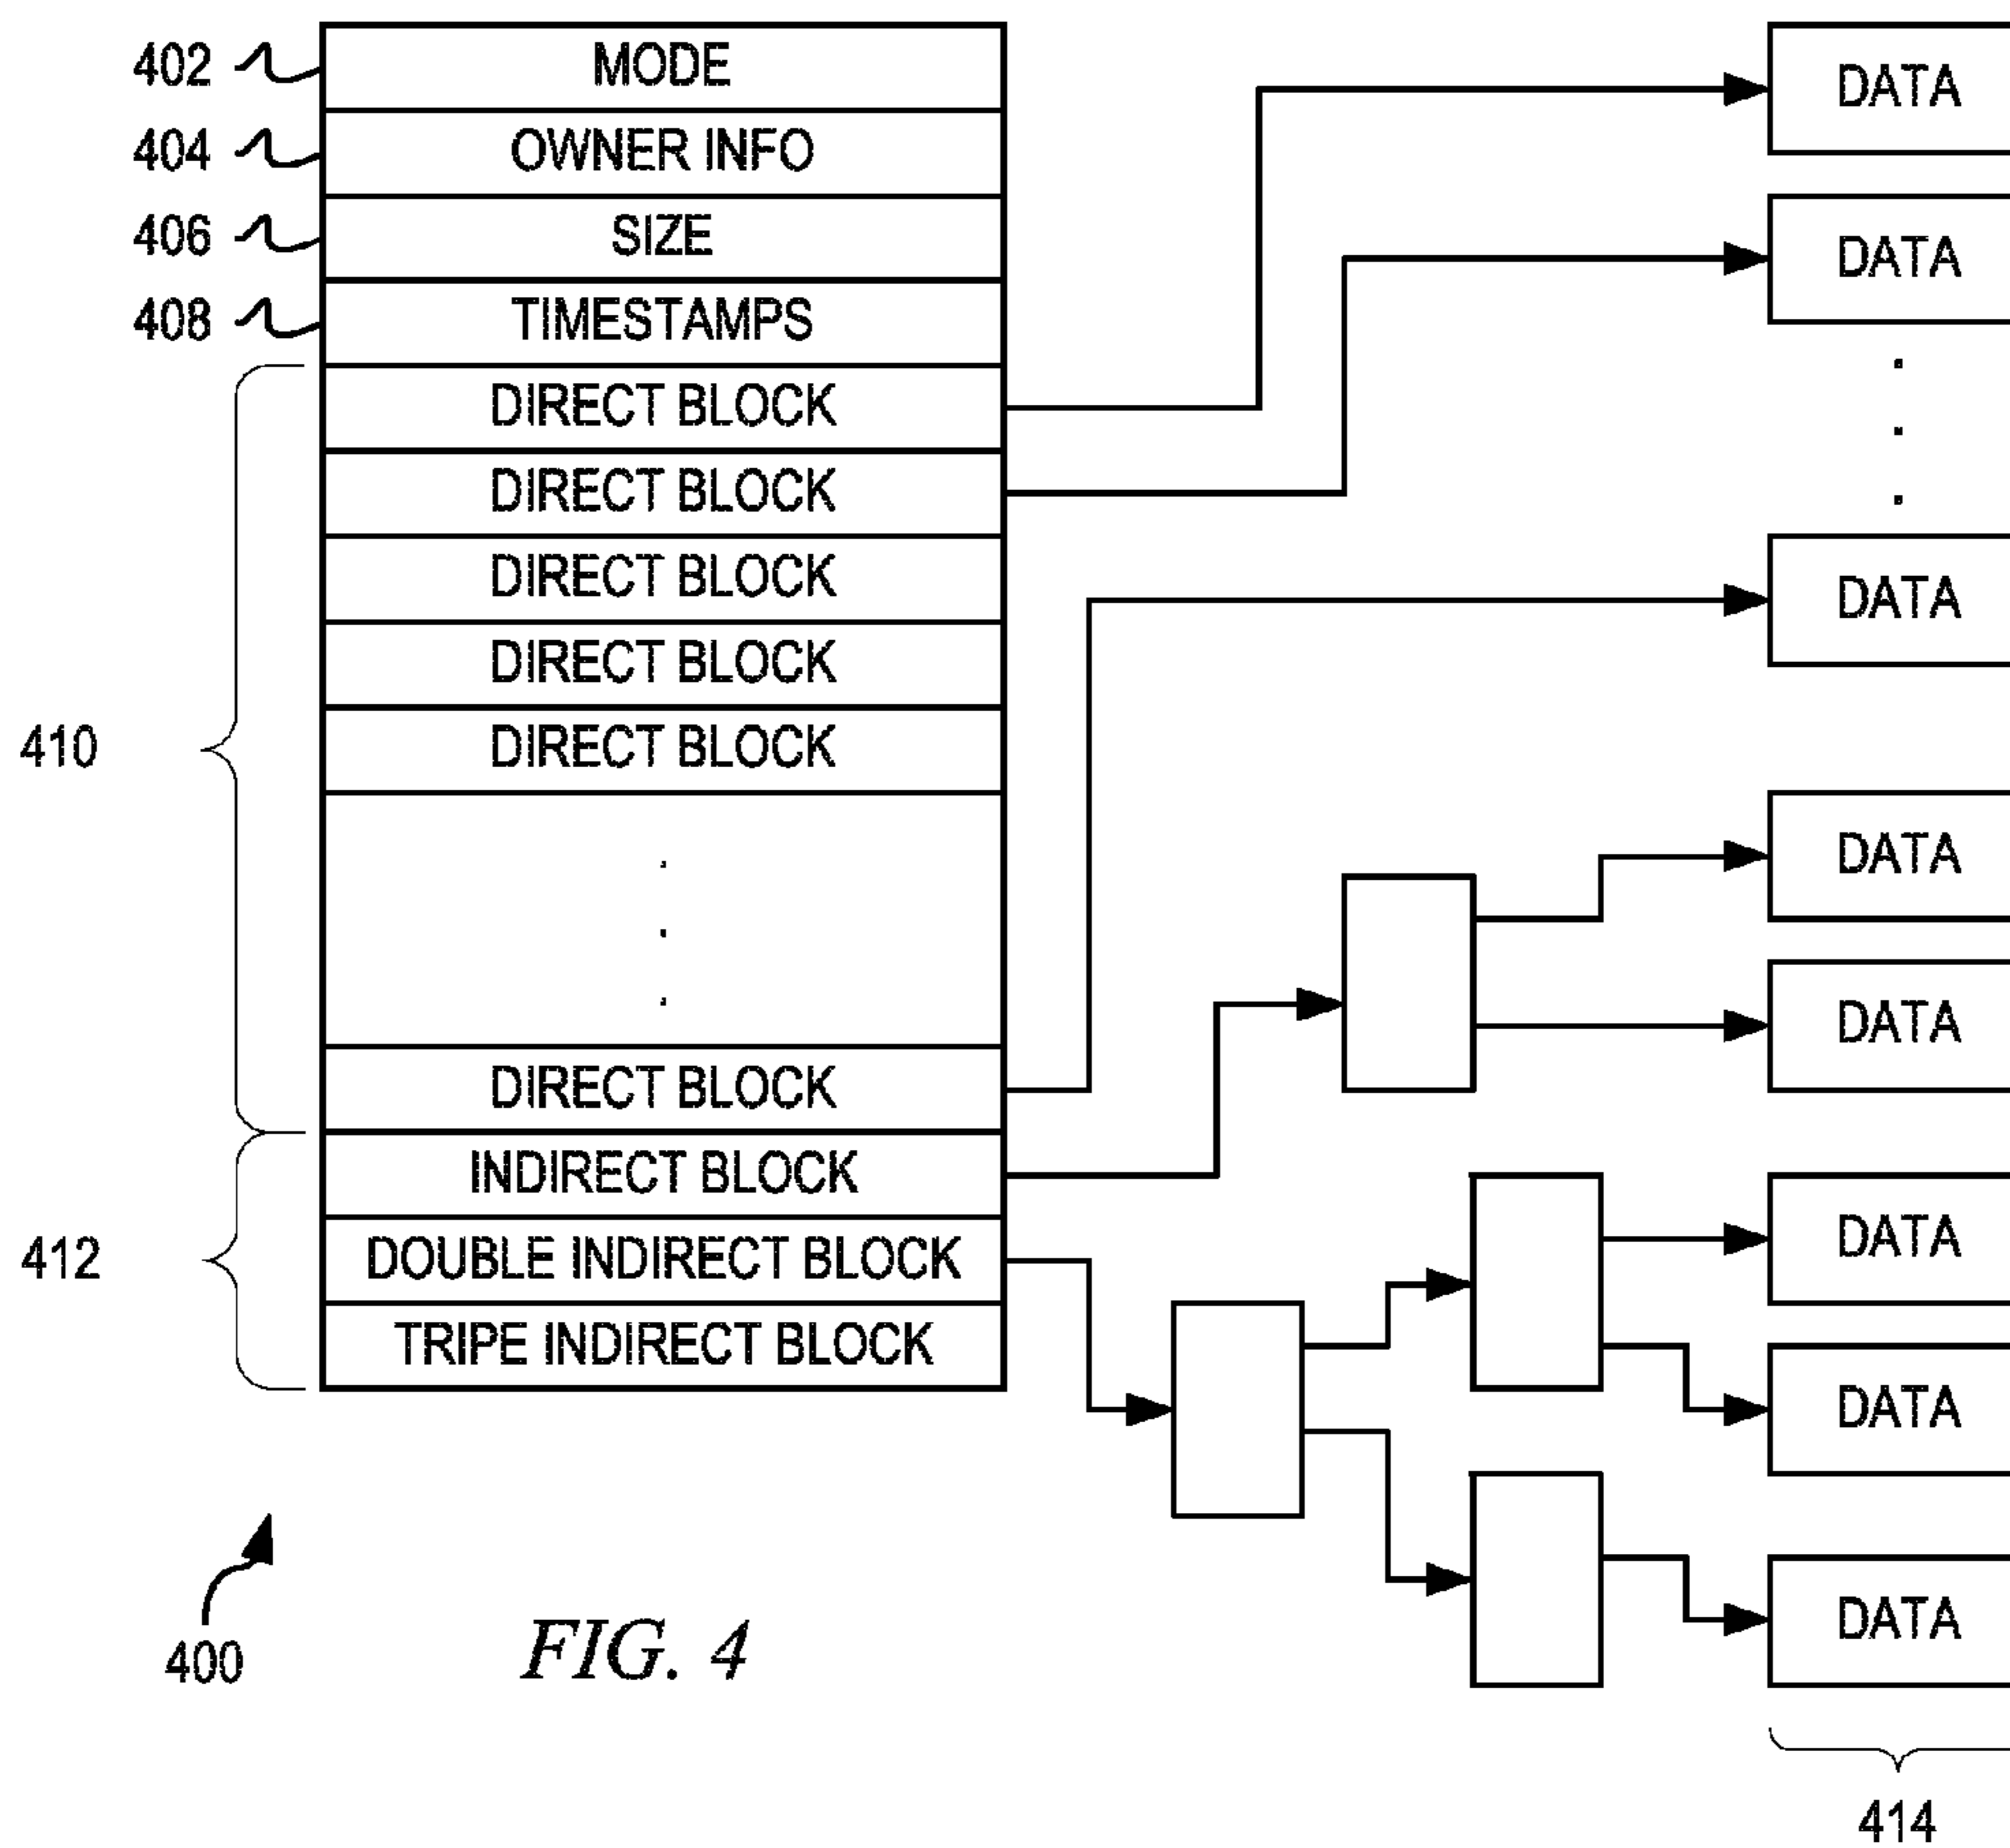 402 MODE DATA
404 OWNER INFO
406 SIZE DATA
408 TIMESTAMPS
DIRECT BLOCK
DIRECT BLOCK
DIRECT BLOCK DATA
DIRECT BLOCK
410 DIRECT BLOCK
DATA
DATA
DIRECT BLOCK
INDIRECT BLOCK
412 DOUBLE INDIRECT BLOCK DATA
TRIPE INDIRECT BLOCK
DATA
400 FIG. 4 DATA
414